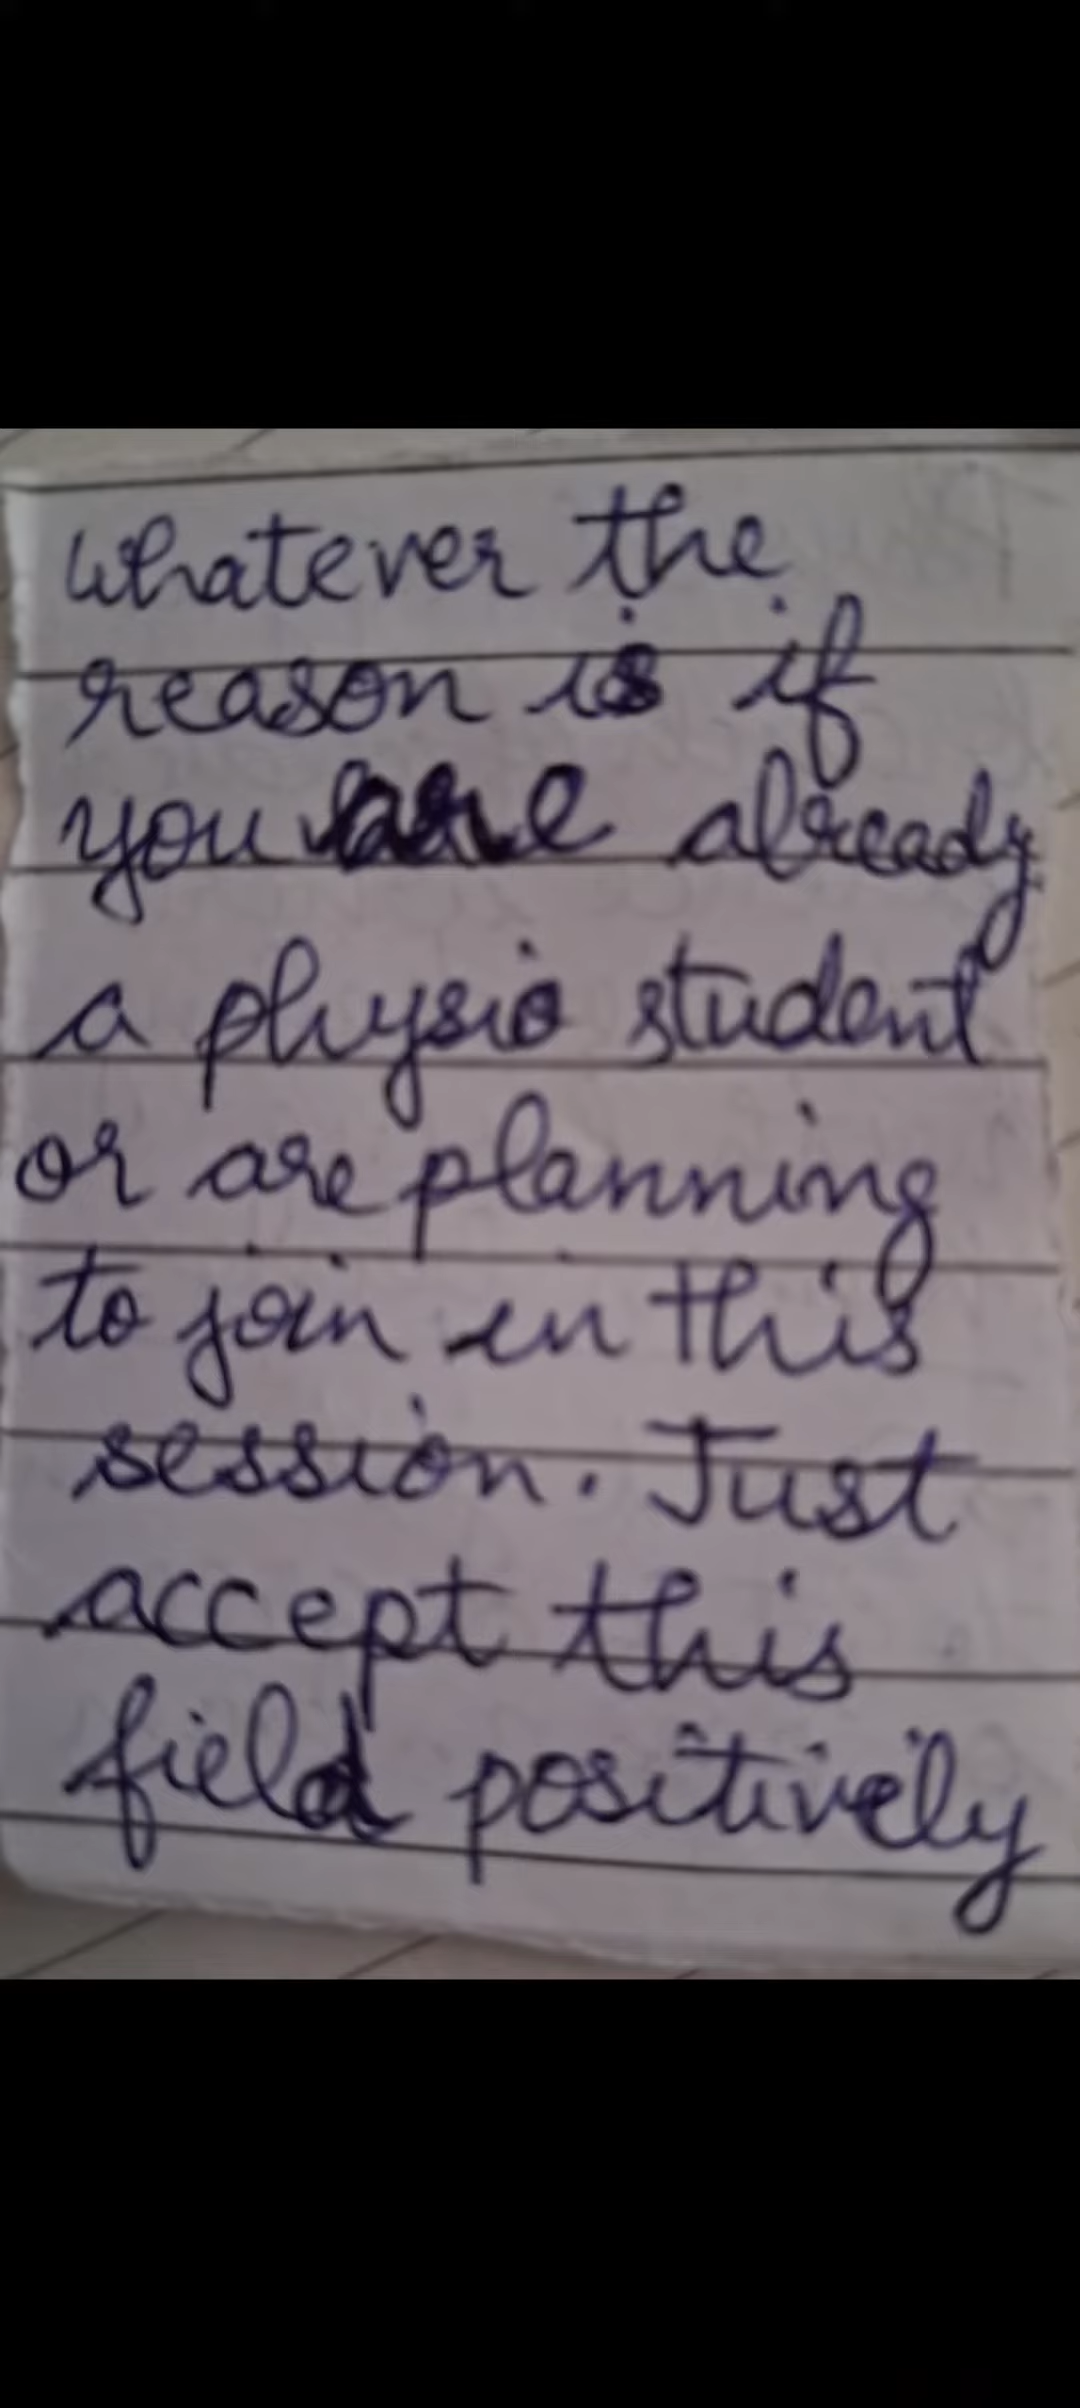 Whatever the
reason is if
you are already
a physio student
or are planning
to join in this
session. Just
accept this
field positively